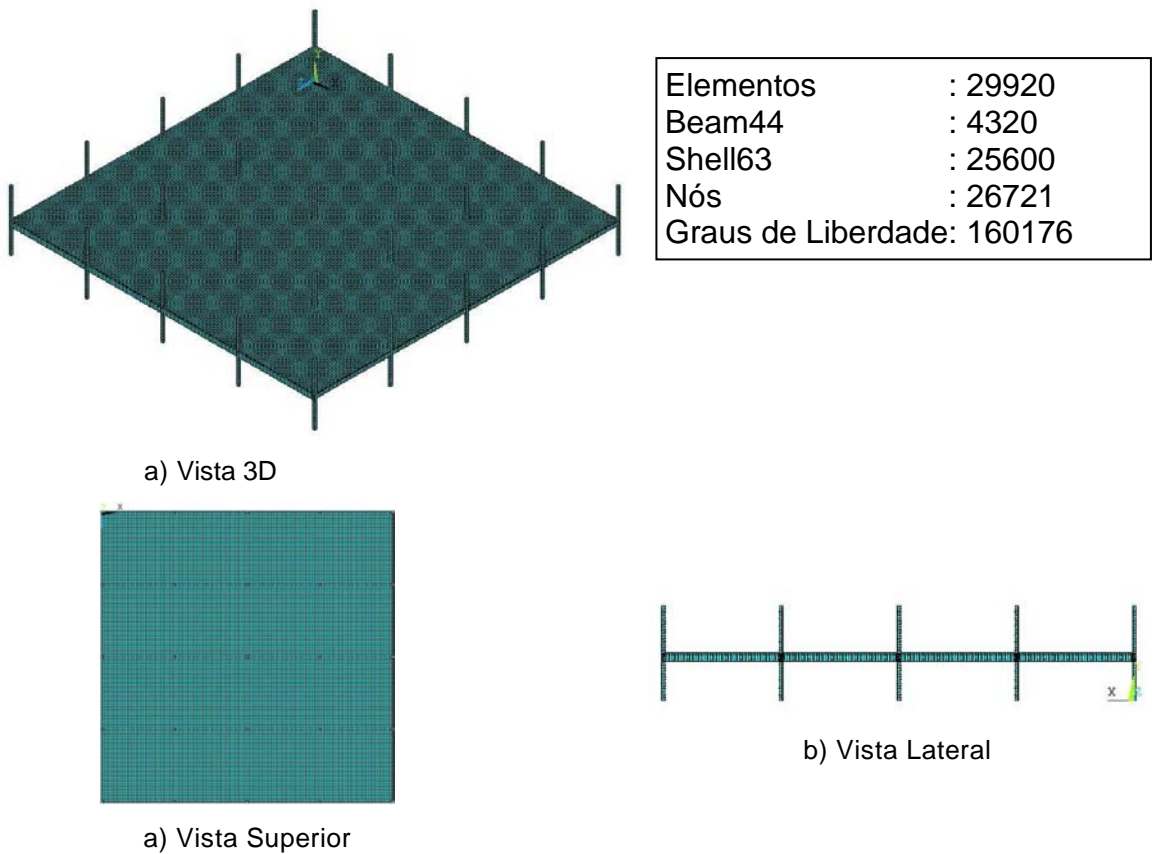 Elementos : 29920
Beam44 : 4320
Shell63 : 25600
Nós : 26721
Graus de Liberdade: 160176
a) Vista 3D
X
X
b) Vista Lateral
a) Vista Superior